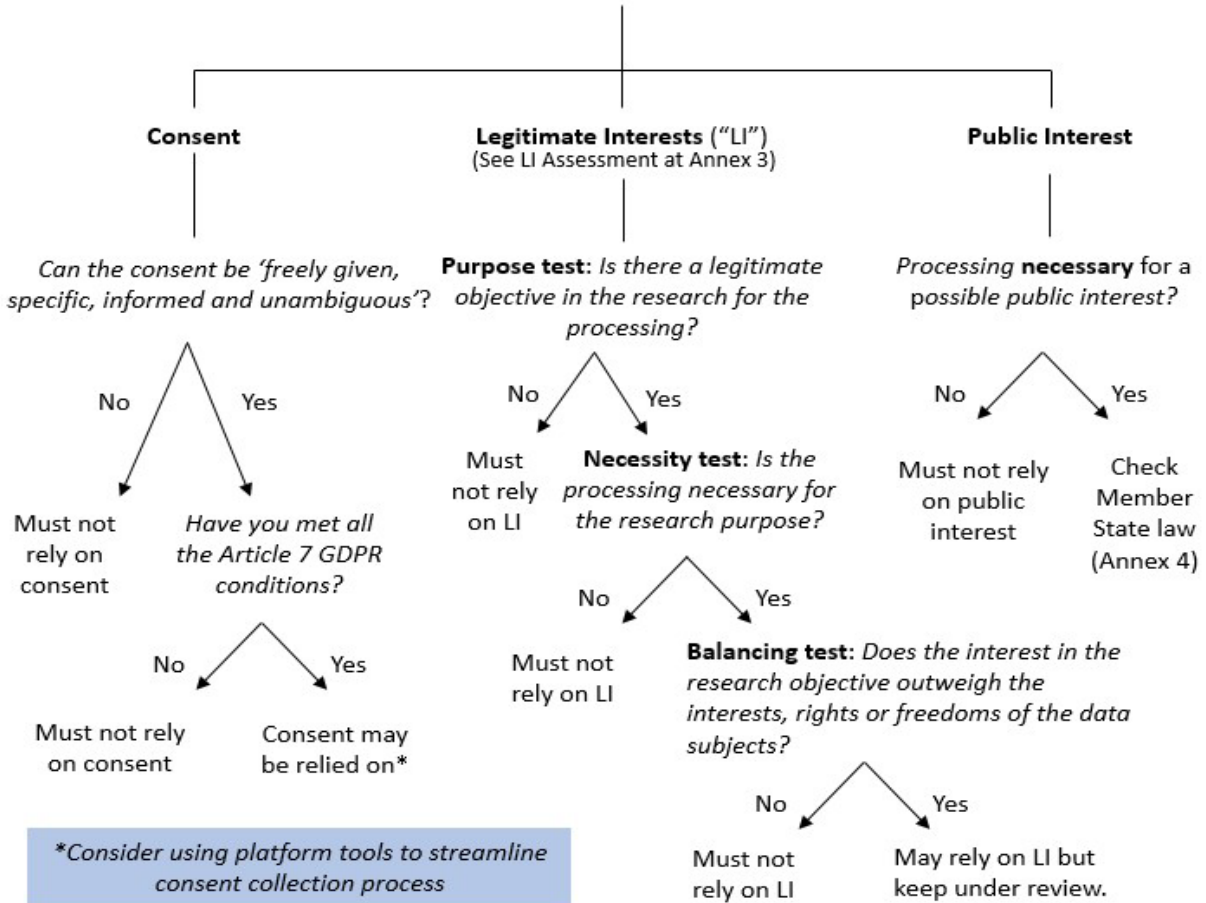 Consent
Legitimate Interests (“LI”)
(See LI Assessment at Annex 3)
Public Interest
Can the consent be ‘freely given,
specific, informed and unambiguous’?
Purpose test: Is there a legitimate
objective in the research for the
processing?
Processing necessary for a
possible public interest?
No
Yes
No
Yes
No
Yes
Must not
rely on
consent
Have you met all
the Article 7 GDPR
conditions?
Must
not rely
on LI
Necessity test: Is the
processing necessary for
the research purpose?
Must not rely
on public
interest
Check
Member
State law
(Annex 4)
No
Yes
No
Yes
Must not rely
on consent
Consent may
be relied on*
Must not
rely on LI
Balancing test: Does the interest in the
research objective outweigh the
interests, rights or freedoms of the data
subjects?
No
Yes
*Consider using platform tools to streamline
consent collection process
Must not
rely on LI
May rely on LI but
keep under review.